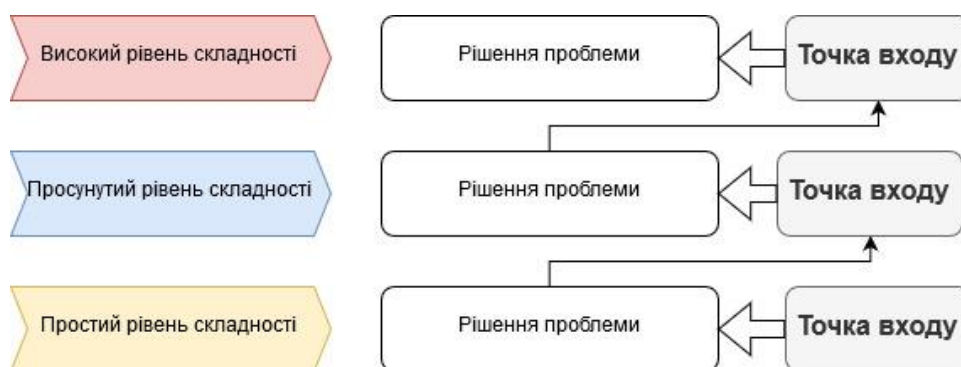 Високий рівень складності
Рішення проблеми
Точка входу
Просунутий рівень складності
Рішення проблеми
Точка входу
Простий рівень складності
Рішення проблеми
Точка входу